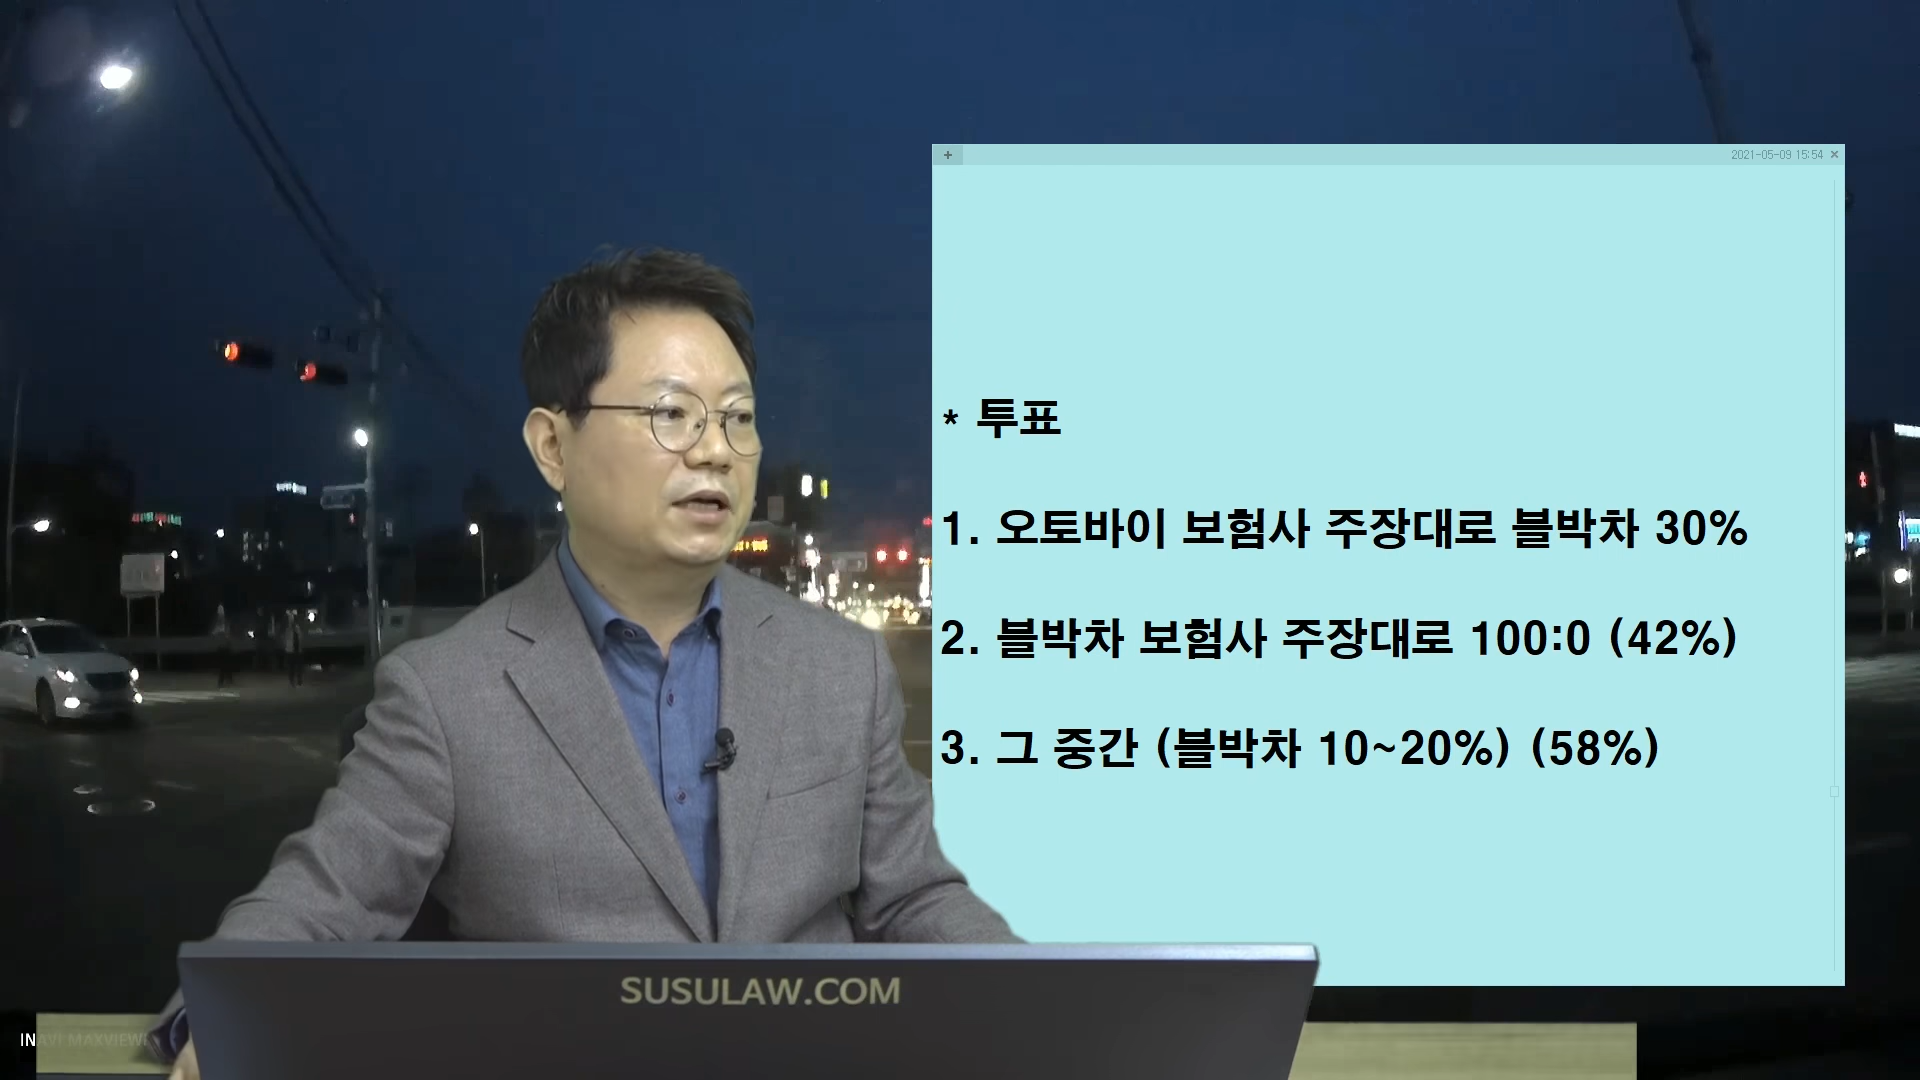 2021-05-09 15:54
* 투표
1. 오토바이 보험사 주장대로 블박차 30%
2. 블박차 보험사 주장대로 100:0 (42%)
3. 그 중간 (블박차 10~20%) (58%)
SUSULAW.COM
INAVI MAXVIEW